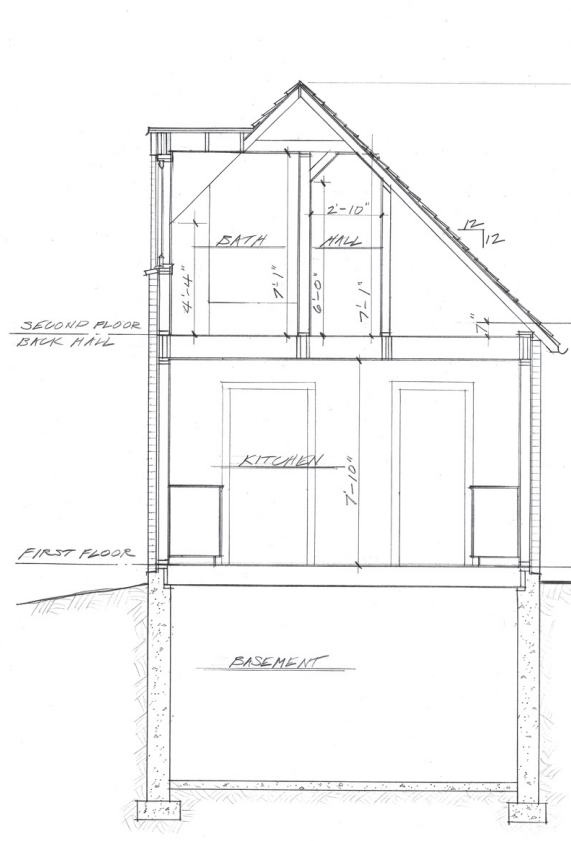 12
12
2'-10"
BATH
HALL
4'-4"
7'-1"
6'-0"
7'-1"
7"
SECOND FLOOR
BACK HALL
KITCHEN
7'-10"
FIRST FLOOR
BASEMENT